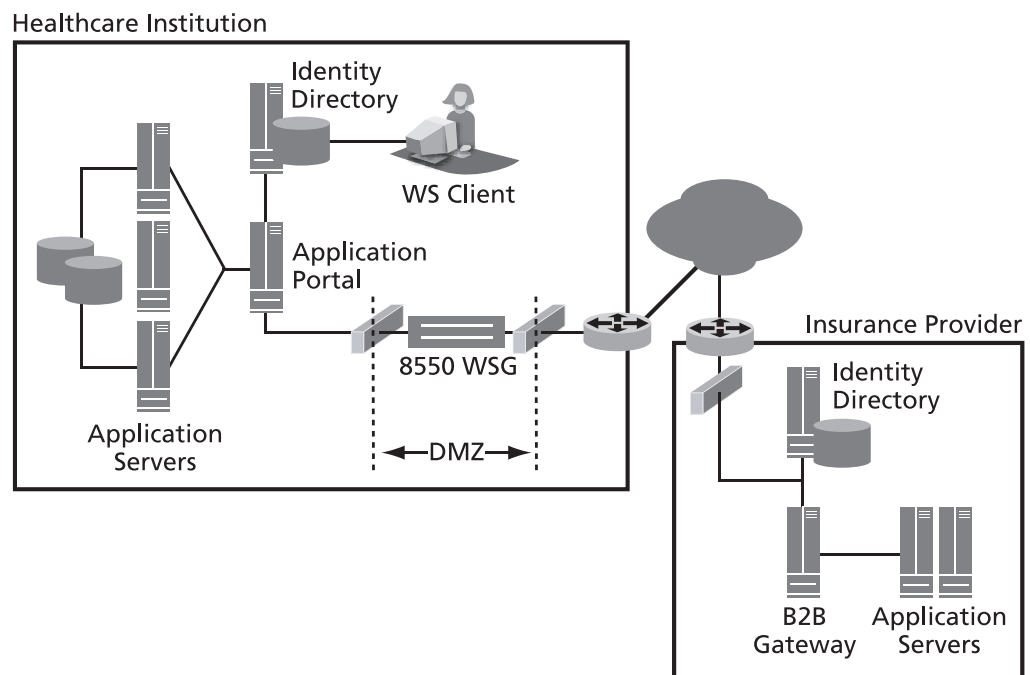 Healthcare Institution
Identity
Directory
WS Client
Application
Portal
8550 WSG
DMZ
Application
Servers
Insurance Provider
Identity
Directory
B2B
Gateway
Application
Servers